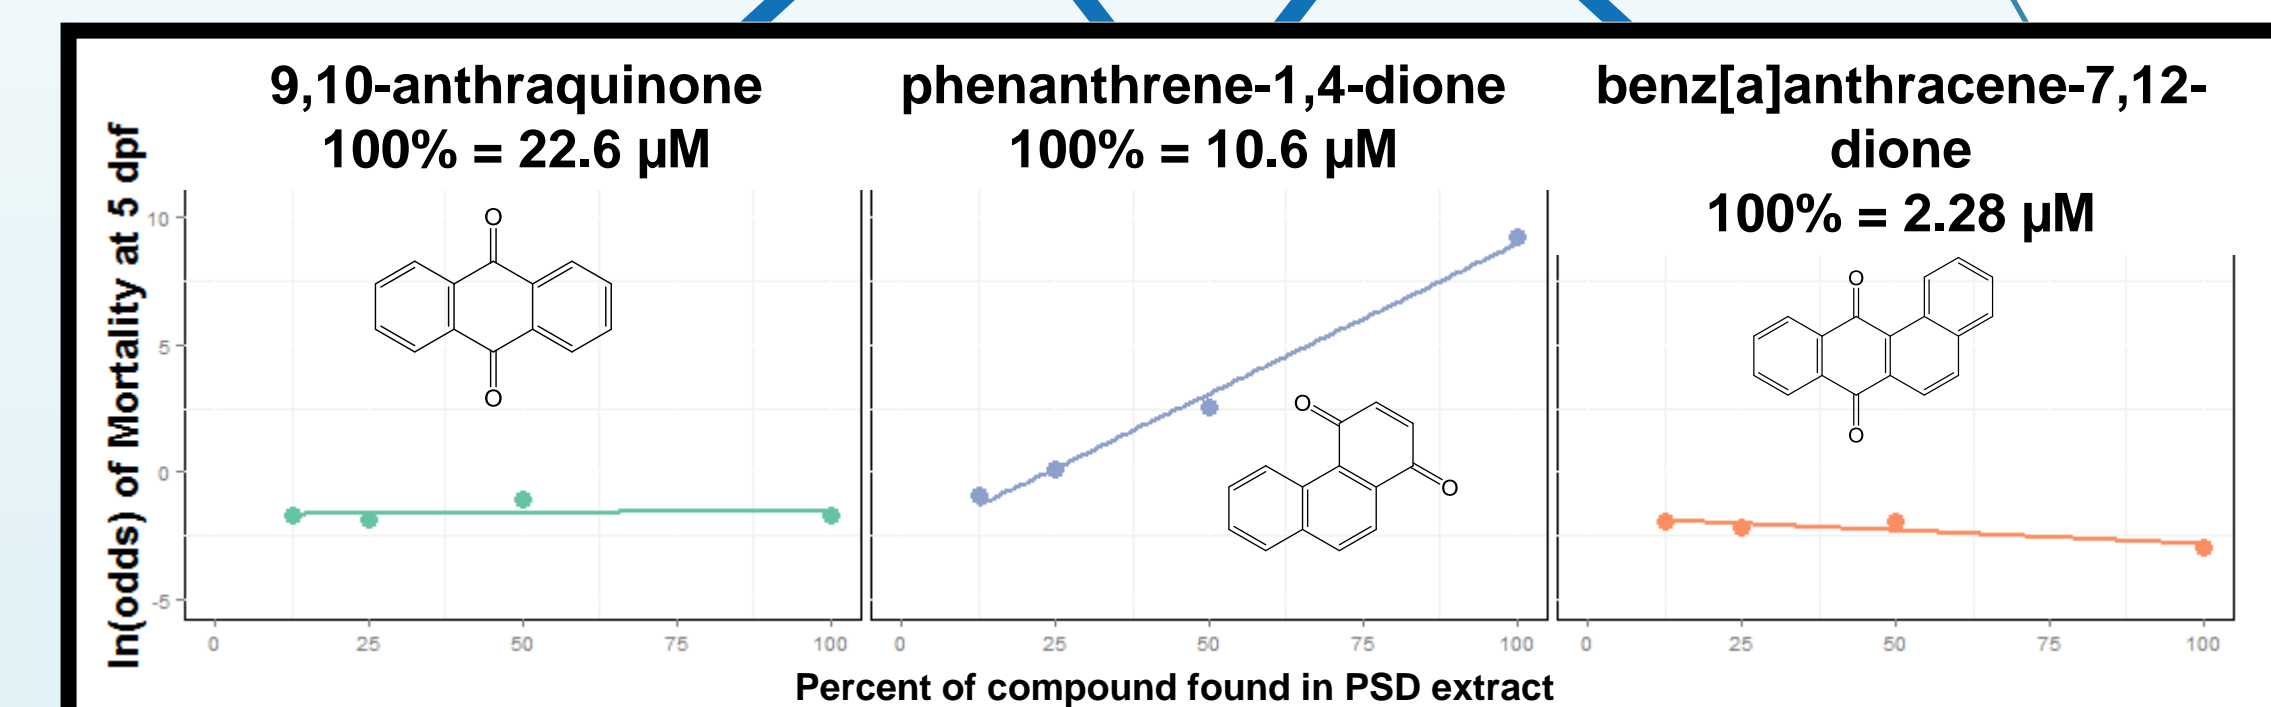 9,10-anthraquinone
100% = 22.6 µM
phenanthrene-1,4-dione
100% = 10.6 µM
benz[a]anthracene-7,12-
dione
100% = 2.28 µM
ln(odds) of Mortality at 5 dpf
10
5
0
-5
O
O
O
O
O
O
0 25 50 75 100
0 25 50 75 100
0 25 50 75 100
Percent of compound found in PSD extract